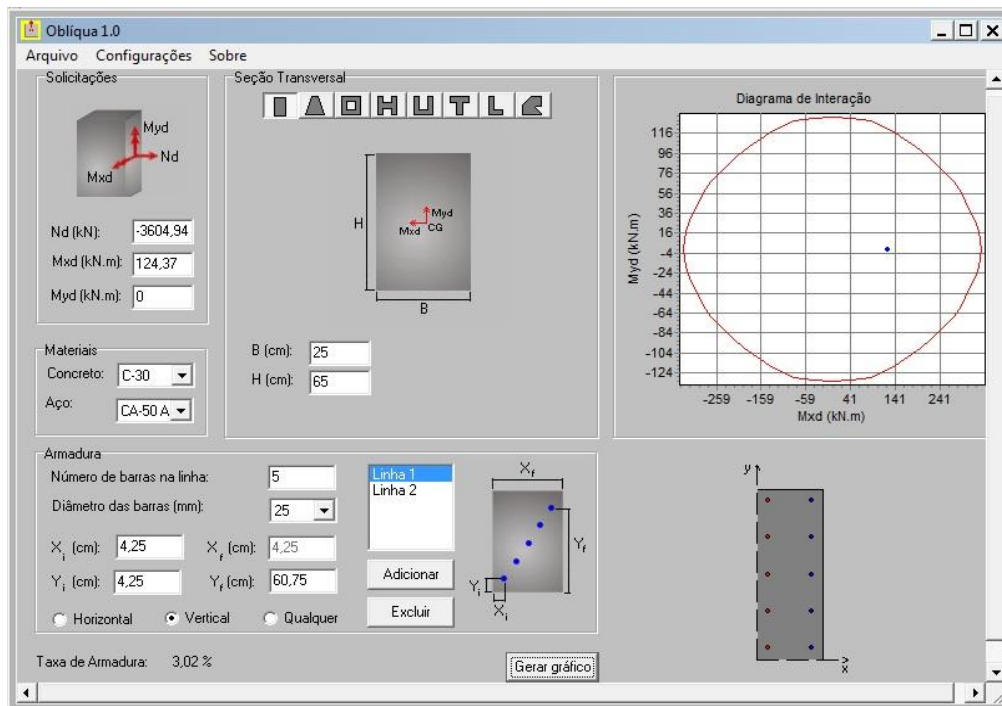 Oblíqua 1.0
Arquivo Configurações Sobre
Solicitações
Myd
Nd
Mxd
Nd (kN): -3604,94
Mxd (kN.m): 124,37
Myd (kN.m): 0
Materiais
Concreto: C-30
Aço: CA-50 A
Seção Transversal
H
Myd
Mxd CG
B
B (cm): 25
H (cm): 65
Diagrama de Interação
Myd (kN.m)
116
96
76
56
36
16
-4
-24
-44
-64
-84
-104
-124
-259 -159 -59 41 141 241
Mxd (kN.m)
Armadura
Número de barras na linha: 5
Diâmetro das barras (mm): 25
Xi (cm): 4,25 Xf (cm): 4,25
Yi (cm): 4,25 Yf (cm): 60,75
Horizontal Vertical Qualquer
Linha 1
Linha 2
Adicionar
Excluir
Xf
Yf
Yi
Xi
y
x
Taxa de Armadura: 3,02 %
Gerar gráfico